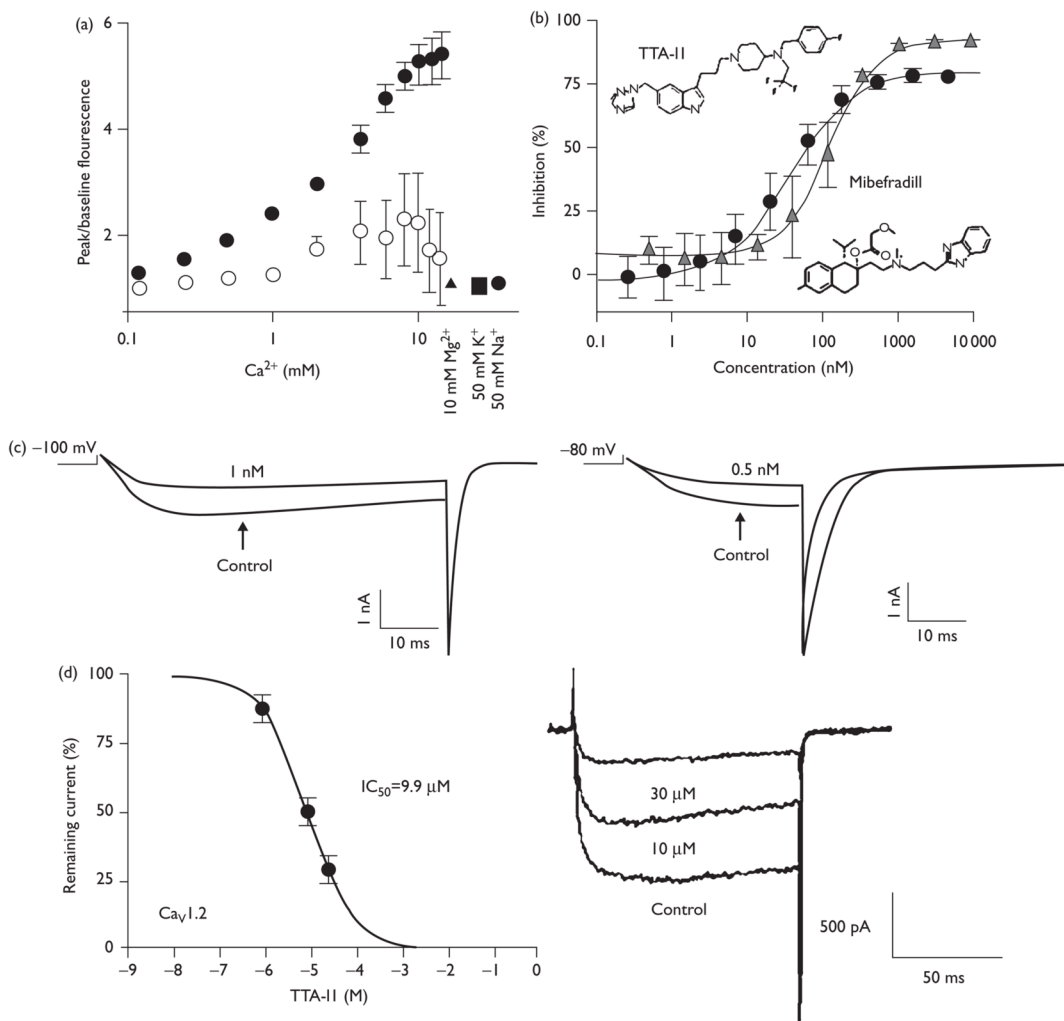 (a)
6
4
2
Peak/baseline flourescence
0.1
1
10
Ca2+ (mM)
10 mM Mg2+
50 mM K+
50 mM Na+
(b)
100
75
50
25
0
Inhibition (%)
TTA-II
Mibefradill
0.1
1
10
100
1000
10 000
Concentration (nM)
(c)
−100 mV
1 nM
Control
1 nA
10 ms
−80 mV
0.5 nM
Control
1 nA
10 ms
(d)
100
75
50
25
0
Remaining current (%)
IC50=9.9 μM
CaV1.2
−9
−8
−7
−6
−5
−4
−3
−2
−1
0
TTA-II (M)
30 μM
10 μM
Control
500 pA
50 ms